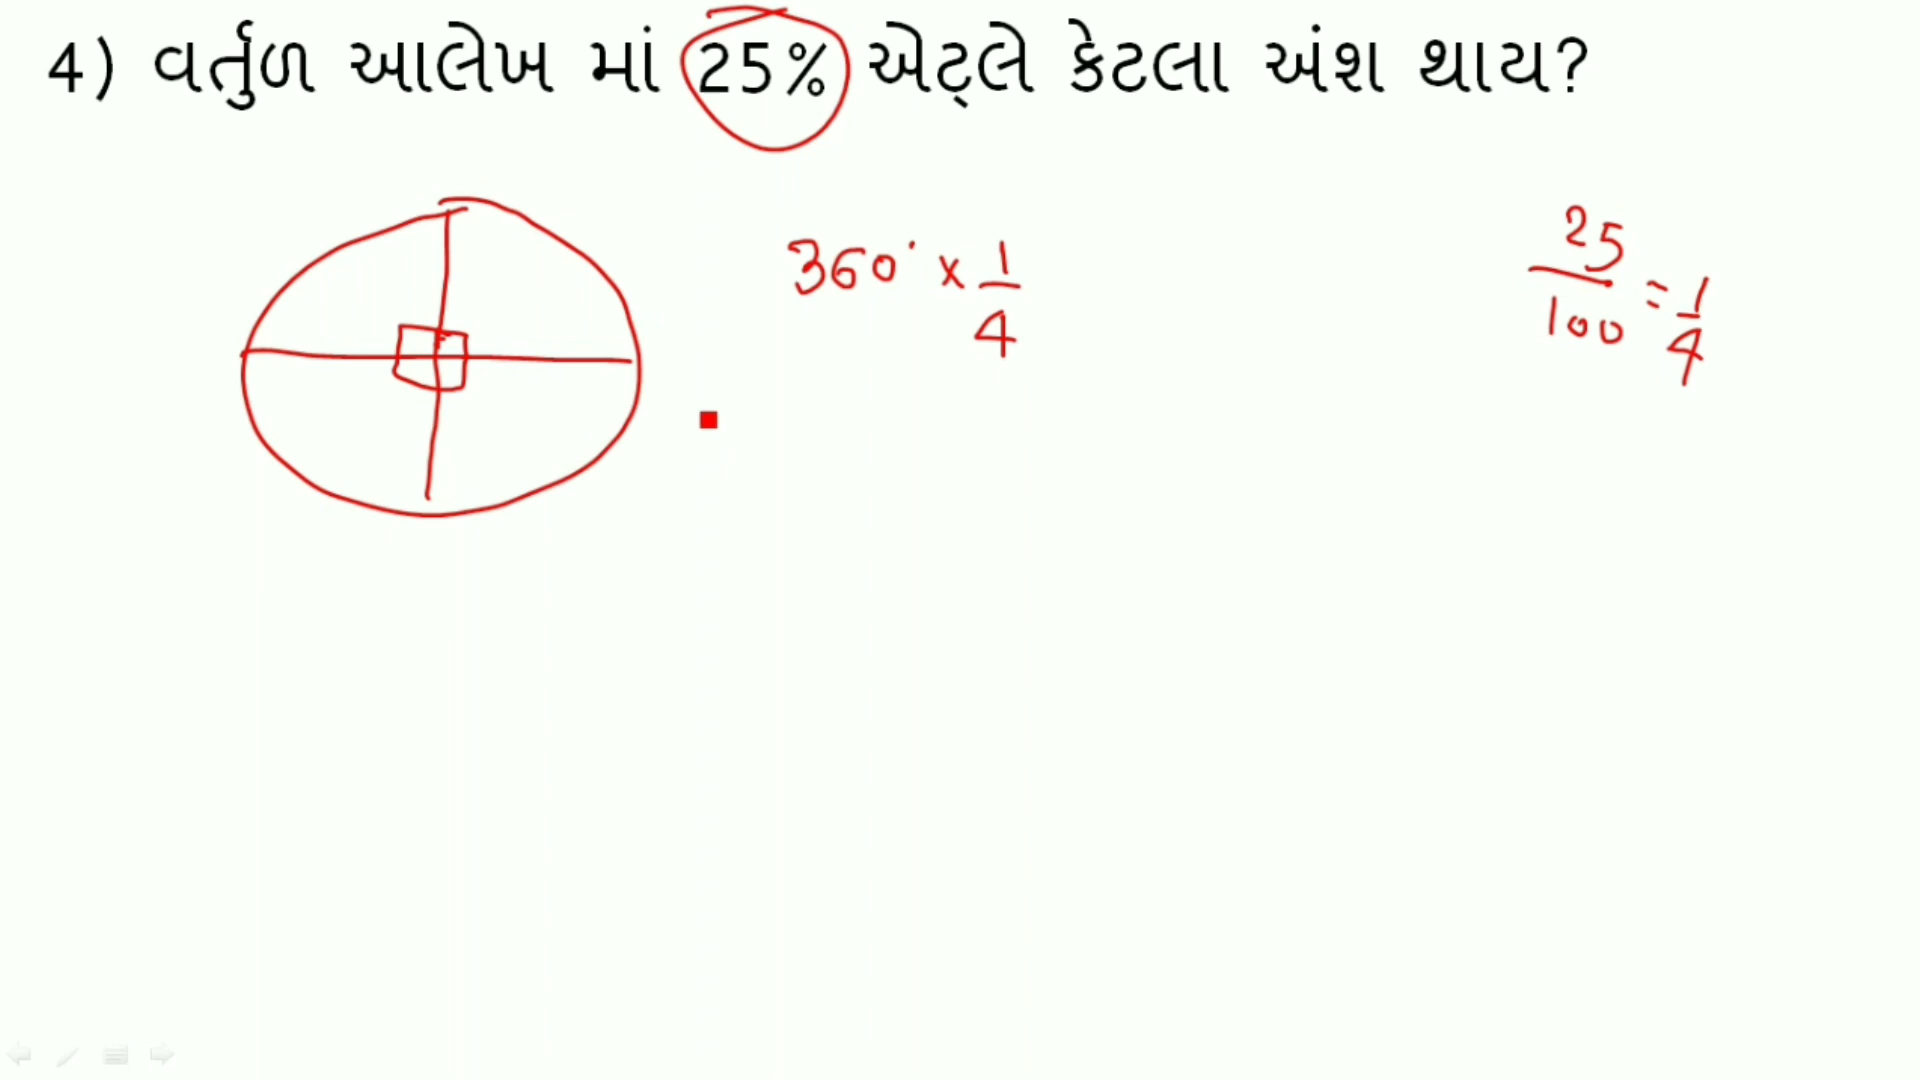 4) વર્તુળ આલેખ માં 25% એટ્લે કેટલા અંશ થાય?
360° × 1/4
25/100 = 1/4